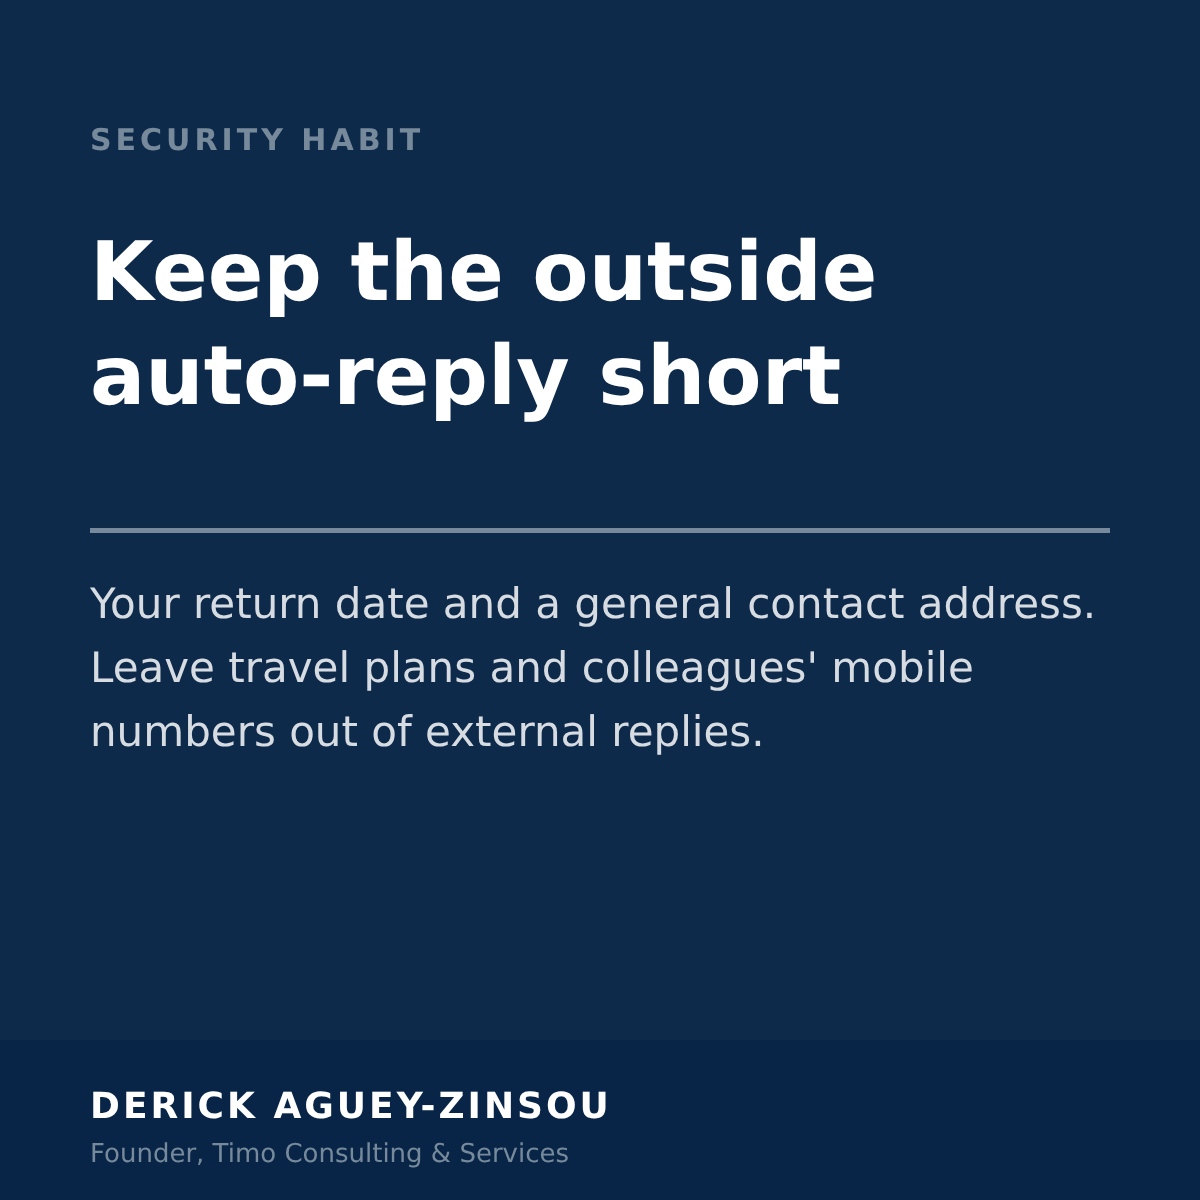 SECURITY HABIT
Keep the outside
auto-reply short
Your return date and a general contact address.
Leave travel plans and colleagues' mobile
numbers out of external replies.
DERICK AGUEY-ZINSOU
Founder, Timo Consulting & Services